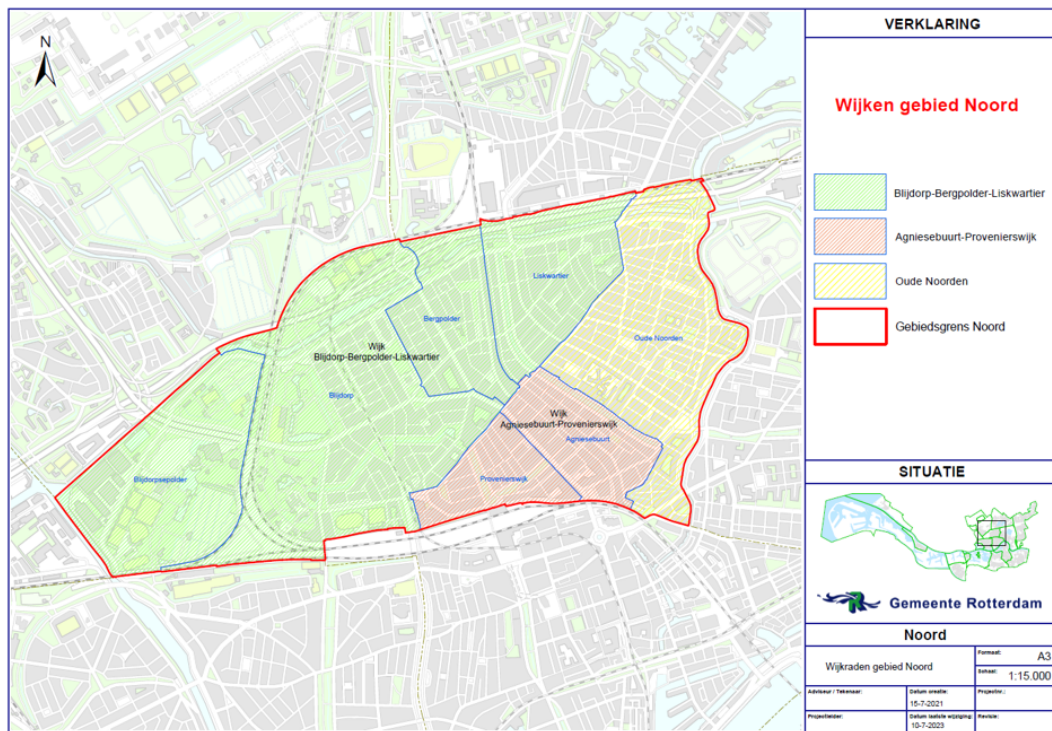 N
Liskwartier
Bergpolder
Oude Noorden
Wijk
Blijdorp-Bergpolder-Liskwartier
Blijdorp
Wijk
Agniesebuurt-Provenierswijk
Agniesebuurt
Blijdorpsepolder
Provenierswijk
VERKLARING
Wijken gebied Noord
Blijdorp-Bergpolder-Liskwartier
Agniesebuurt-Provenierswijk
Oude Noorden
Gebiedsgrens Noord
SITUATIE
Gemeente Rotterdam
Noord
Wijkraden gebied Noord
Formaat: A3
Schaal: 1:15.000
Adviseur / Tekenaar:
Datum creatie:
15-7-2021
Projectnr.:
Projectleider:
Datum laatste wijziging:
10-7-2023
Revisie: